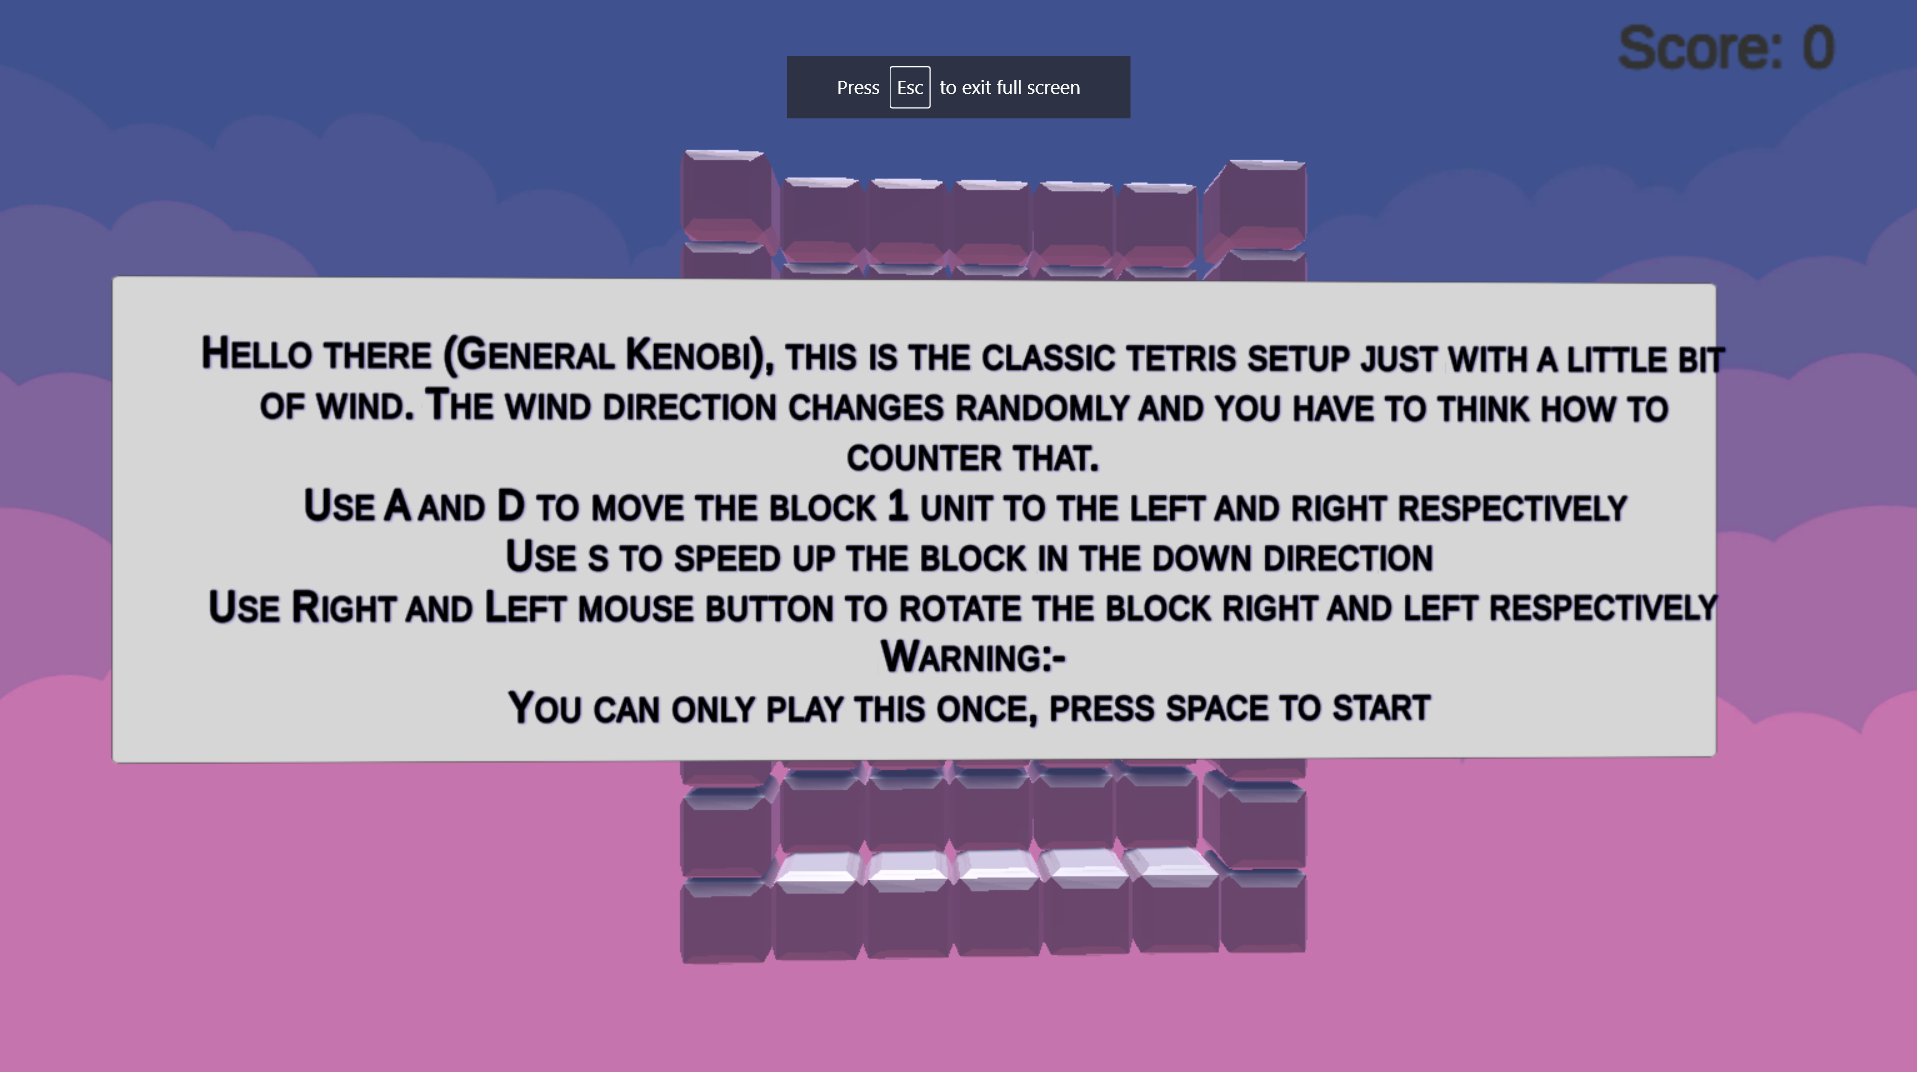 Score: 0
Press Esc to exit full screen
Hello there (General Kenobi), this is the classic tetris setup just with a little bit
of wind. The wind direction changes randomly and you have to think how to
counter that.
Use A and D to move the block 1 unit to the left and right respectively
Use s to speed up the block in the down direction
Use Right and Left mouse button to rotate the block right and left respectively
Warning:-
You can only play this once, press space to start